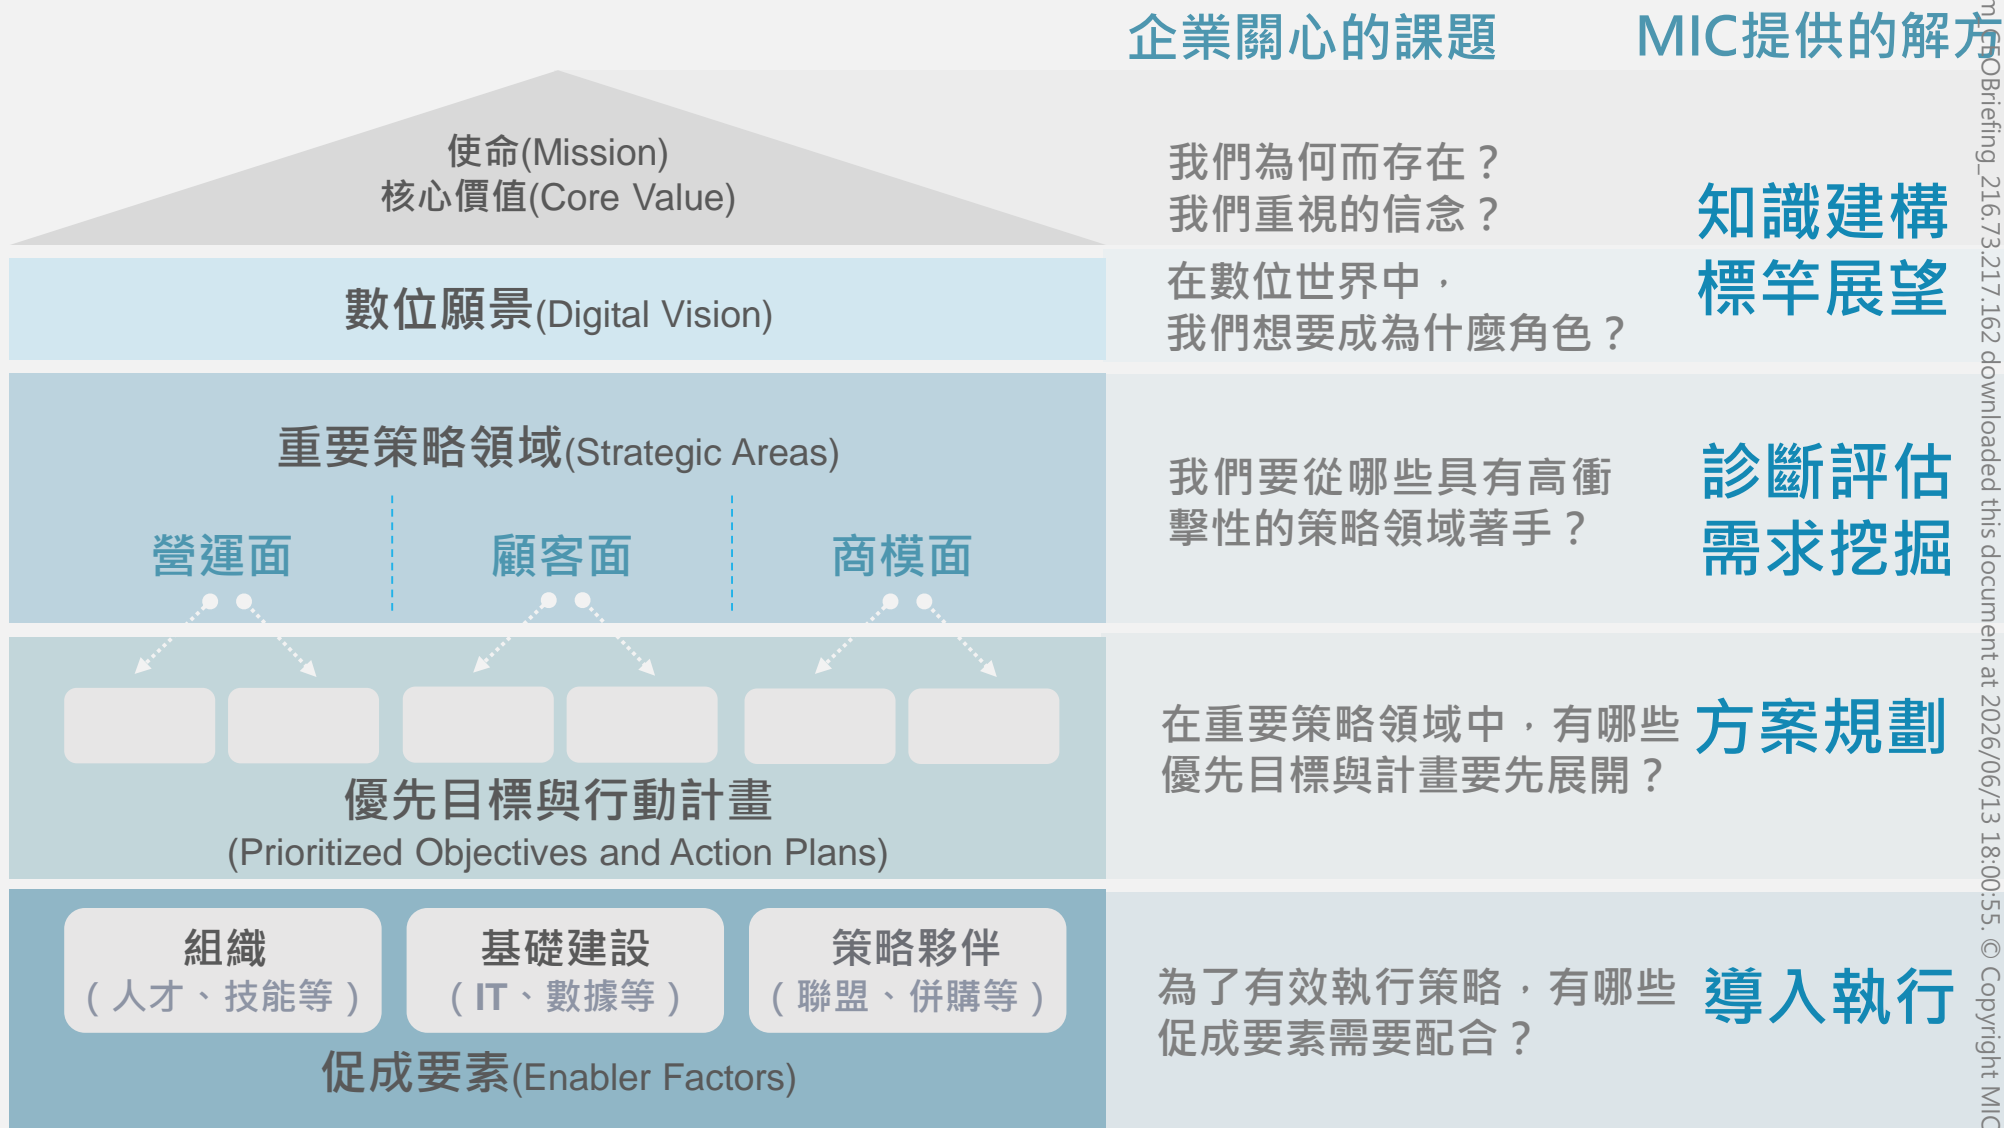 企業關心的課題
MIC提供的解方
使命(Mission)
核心價值(Core Value)
我們為何而存在？
我們重視的信念？
知識建構
標竿展望
數位願景(Digital Vision)
在數位世界中，
我們想要成為什麼角色？
重要策略領域(Strategic Areas)
營運面
顧客面
商模面
我們要從哪些具有高衝
擊性的策略領域著手？
診斷評估
需求挖掘
優先目標與行動計畫
(Prioritized Objectives and Action Plans)
在重要策略領域中，有哪些
優先目標與計畫要先展開？
方案規劃
組織
（人才、技能等）
基礎建設
（IT、數據等）
策略夥伴
（聯盟、併購等）
促成要素(Enabler Factors)
為了有效執行策略，有哪些
促成要素需要配合？
導入執行
CEOBriefing_216.73.217.162 downloaded this document at 2026/06/13 18:00:55. © Copyright MIC